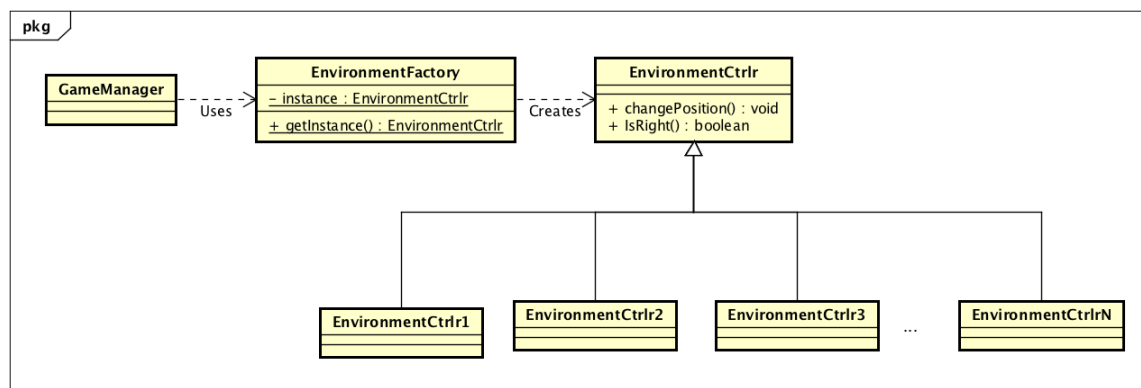 pkg
GameManager
Uses
EnvironmentFactory
- instance : EnvironmentCtrlr
+ getInstance() : EnvironmentCtrlr
Creates
EnvironmentCtrlr
+ changePosition() : void
+ IsRight() : boolean
EnvironmentCtrlr1
EnvironmentCtrlr2
EnvironmentCtrlr3
...
EnvironmentCtrlrN